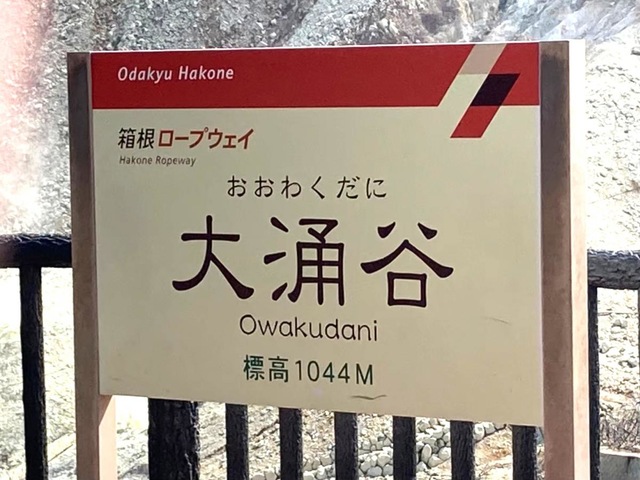 Odakyu Hakone
箱根ロープウェイ
Hakone Ropeway
おおわくだに
大涌谷
Owakudani
標高1044M